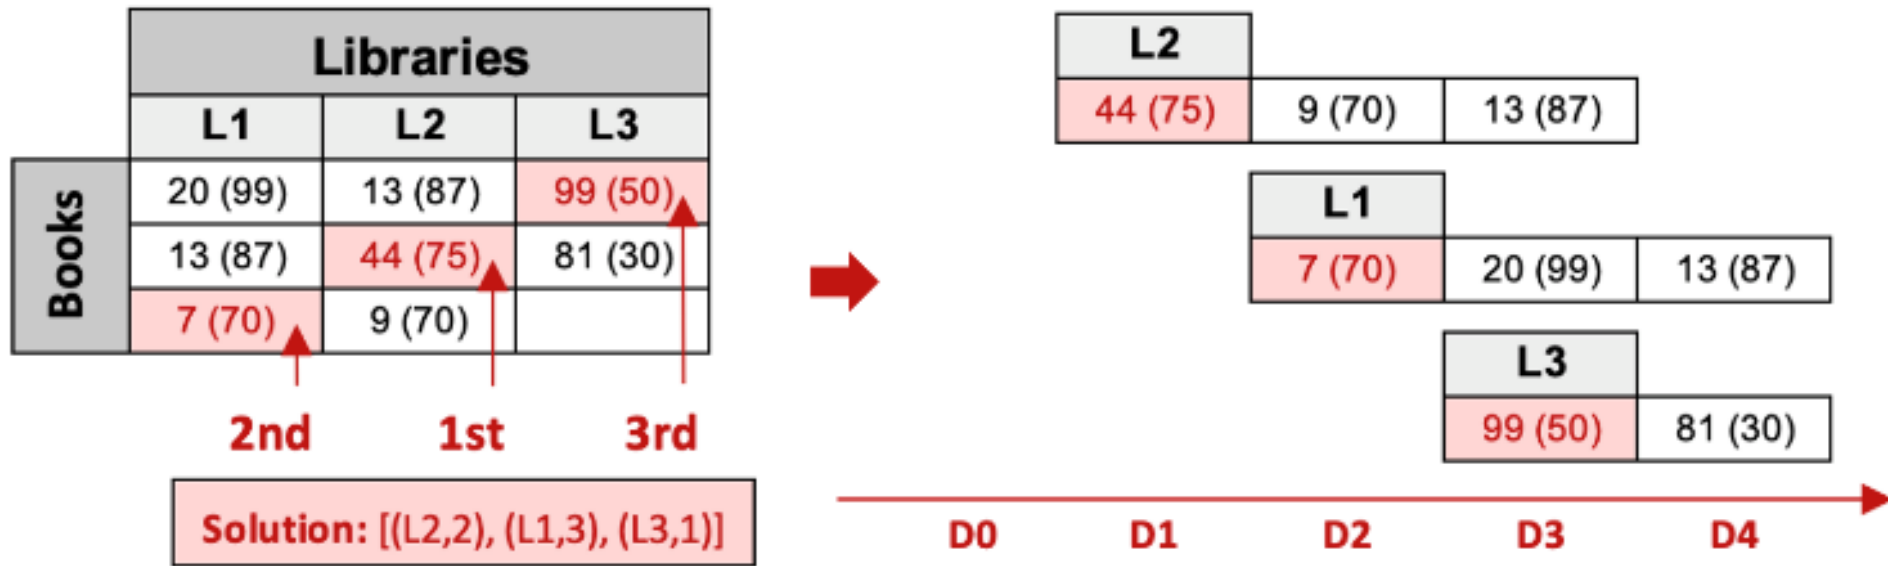 Libraries
L1 L2 L3
Books
20 (99) 13 (87) 99 (50)
13 (87) 44 (75) 81 (30)
7 (70) 9 (70)
2nd 1st 3rd
Solution: [(L2,2), (L1,3), (L3,1)]
L2
44 (75) 9 (70) 13 (87)
L1
7 (70) 20 (99) 13 (87)
L3
99 (50) 81 (30)
D0 D1 D2 D3 D4